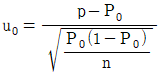 u₀ = (p − P₀) / √(P₀(1 − P₀) / n)